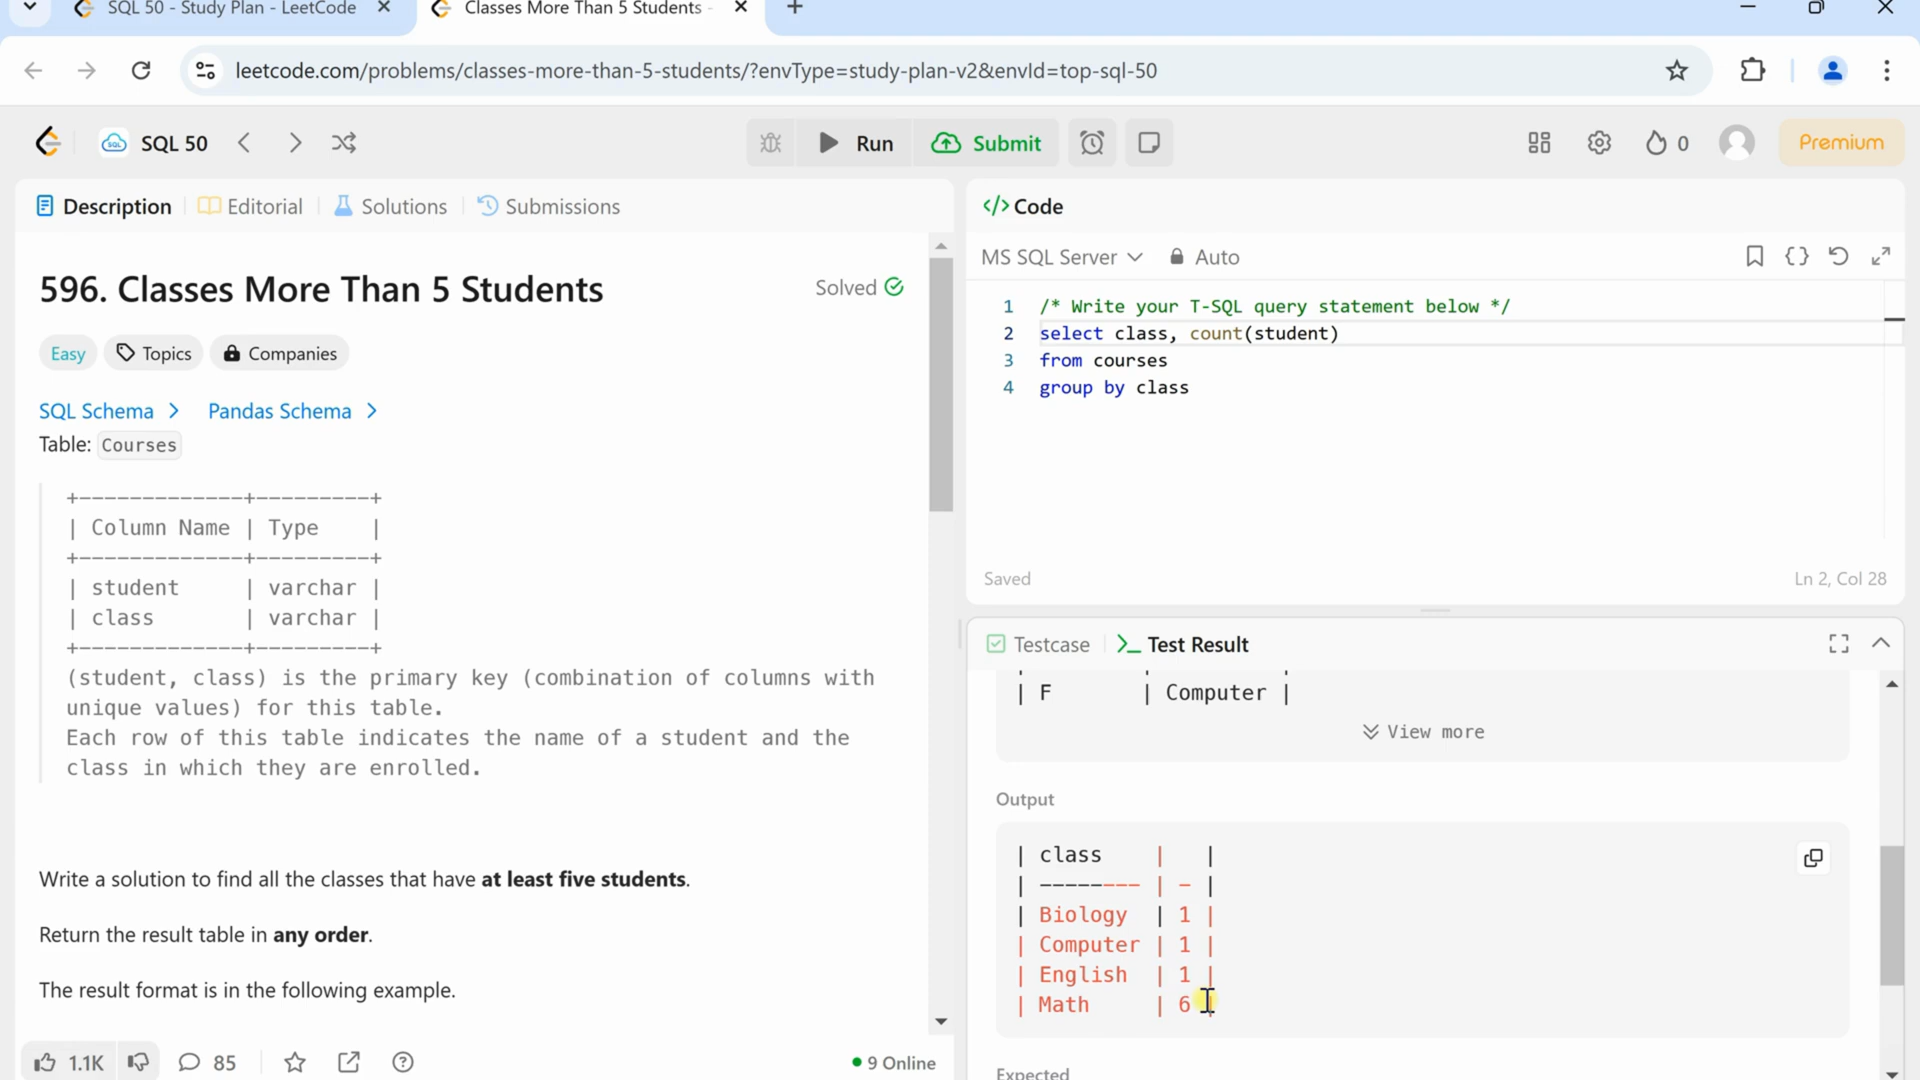 SQL 50 - Study Plan - LeetCode
Classes More Than 5 Students -
leetcode.com/problems/classes-more-than-5-students/?envType=study-plan-v2&envId=top-sql-50
SQL 50
Run
Submit
0
Premium
Description
Editorial
Solutions
Submissions
596. Classes More Than 5 Students
Solved
Easy
Topics
Companies
SQL Schema
Pandas Schema
Table: Courses
+-------------+---------+
| Column Name | Type    |
+-------------+---------+
| student     | varchar |
| class       | varchar |
+-------------+---------+
(student, class) is the primary key (combination of columns with
unique values) for this table.
Each row of this table indicates the name of a student and the
class in which they are enrolled.
Write a solution to find all the classes that have at least five students.
Return the result table in any order.
The result format is in the following example.
1.1K
85
9 Online
</> Code
MS SQL Server
Auto
1 /* Write your T-SQL query statement below */
2 select class, count(student)
3 from courses
4 group by class
Saved
Ln 2, Col 28
Testcase
Test Result
| F       | Computer |
View more
Output
| class    |   |
| -------- | - |
| Biology  | 1 |
| Computer | 1 |
| English  | 1 |
| Math     | 6 |
Expected